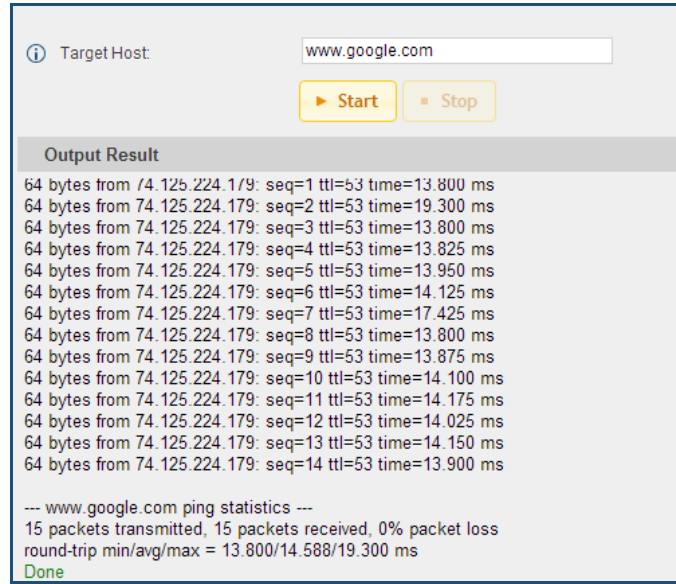 Target Host:
www.google.com
Start
Stop
Output Result
64 bytes from 74.125.224.179: seq=1 ttl=53 time=13.800 ms
64 bytes from 74.125.224.179: seq=2 ttl=53 time=19.300 ms
64 bytes from 74.125.224.179: seq=3 ttl=53 time=13.800 ms
64 bytes from 74.125.224.179: seq=4 ttl=53 time=13.825 ms
64 bytes from 74.125.224.179: seq=5 ttl=53 time=13.950 ms
64 bytes from 74.125.224.179: seq=6 ttl=53 time=14.125 ms
64 bytes from 74.125.224.179: seq=7 ttl=53 time=17.425 ms
64 bytes from 74.125.224.179: seq=8 ttl=53 time=13.800 ms
64 bytes from 74.125.224.179: seq=9 ttl=53 time=13.875 ms
64 bytes from 74.125.224.179: seq=10 ttl=53 time=14.100 ms
64 bytes from 74.125.224.179: seq=11 ttl=53 time=14.175 ms
64 bytes from 74.125.224.179: seq=12 ttl=53 time=14.025 ms
64 bytes from 74.125.224.179: seq=13 ttl=53 time=14.150 ms
64 bytes from 74.125.224.179: seq=14 ttl=53 time=13.900 ms
--- www.google.com ping statistics ---
15 packets transmitted, 15 packets received, 0% packet loss
round-trip min/avg/max = 13.800/14.588/19.300 ms
Done